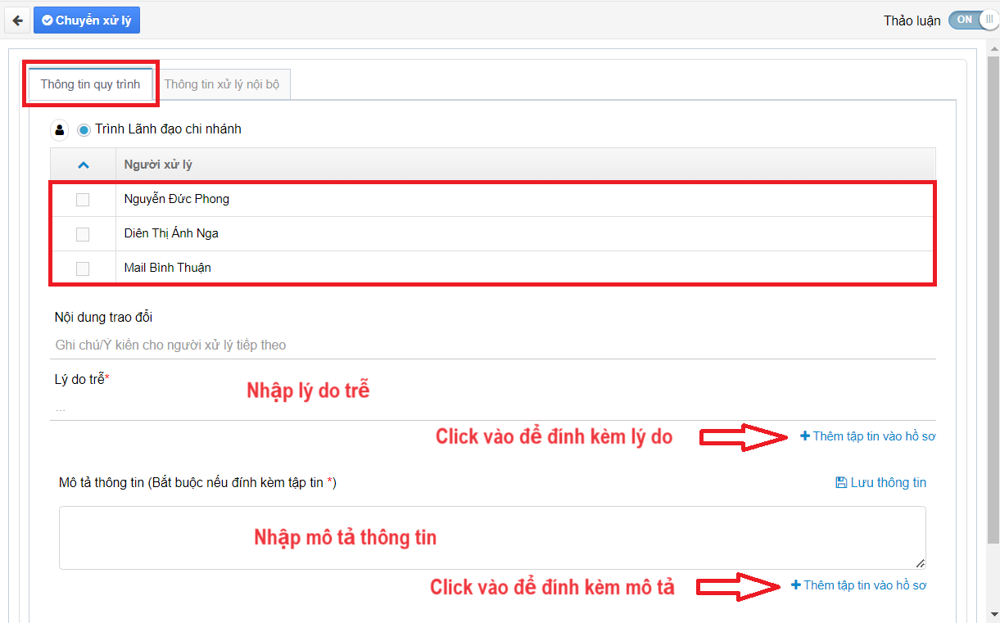 Chuyển xử lý
Thảo luận ON
Thông tin quy trình Thông tin xử lý nội bộ
Trình Lãnh đạo chi nhánh
Người xử lý
Nguyễn Đức Phong
Diên Thị Ánh Nga
Mail Bình Thuận
Nội dung trao đổi
Ghi chú/Ý kiến cho người xử lý tiếp theo
Lý do trễ*
Nhập lý do trễ
...
Click vào để đính kèm lý do
Thêm tập tin vào hồ sơ
Mô tả thông tin (Bắt buộc nếu đính kèm tập tin *)
Lưu thông tin
Nhập mô tả thông tin
Click vào để đính kèm mô tả
Thêm tập tin vào hồ sơ